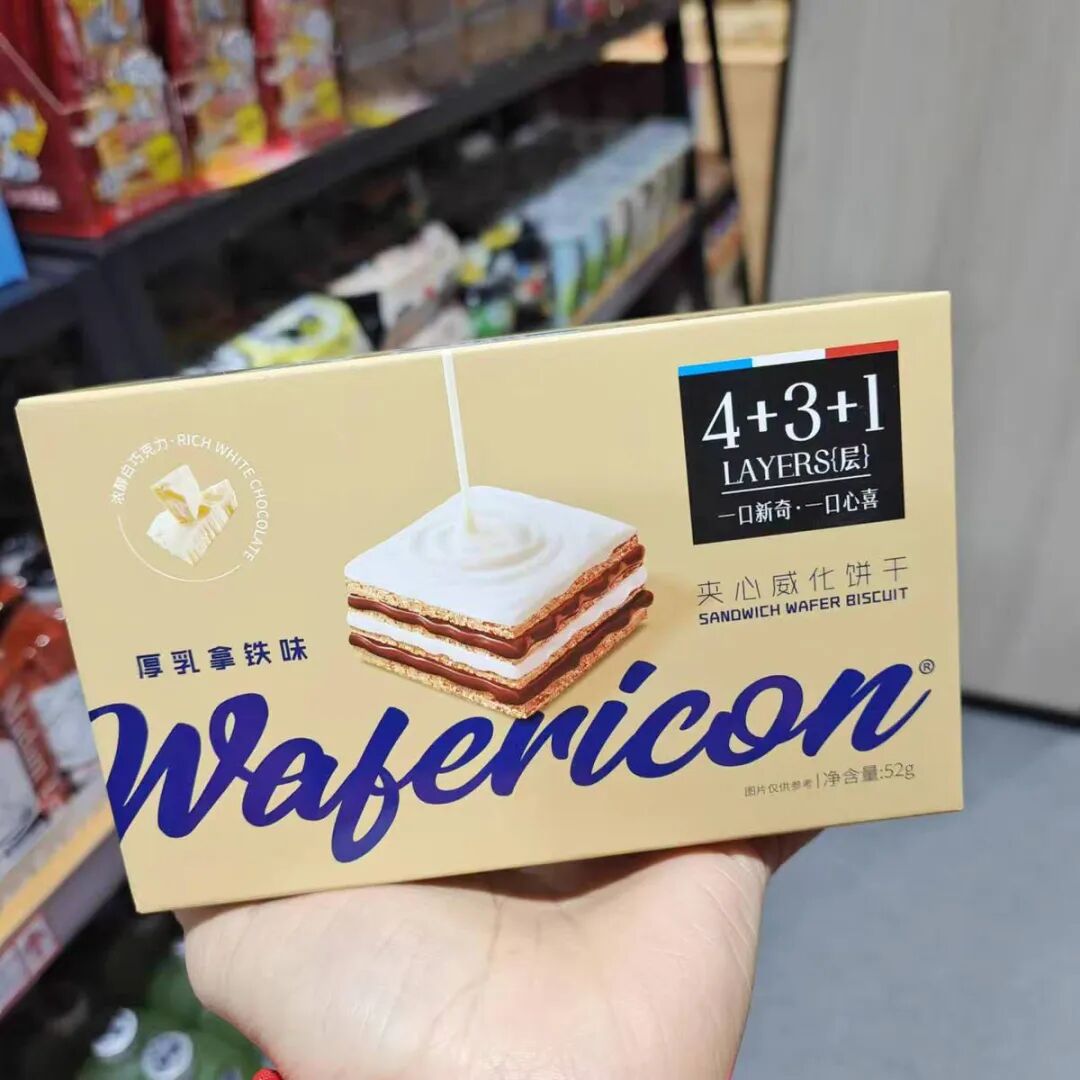 浓醇白巧克力·RICH WHITE CHOCOLATE
4+3+1
LAYERS{层}
一口新奇·一口心喜
夹心威化饼干
SANDWICH WAFER BISCUIT
厚乳拿铁味
Wafericon®
图片仅供参考|净含量:52g